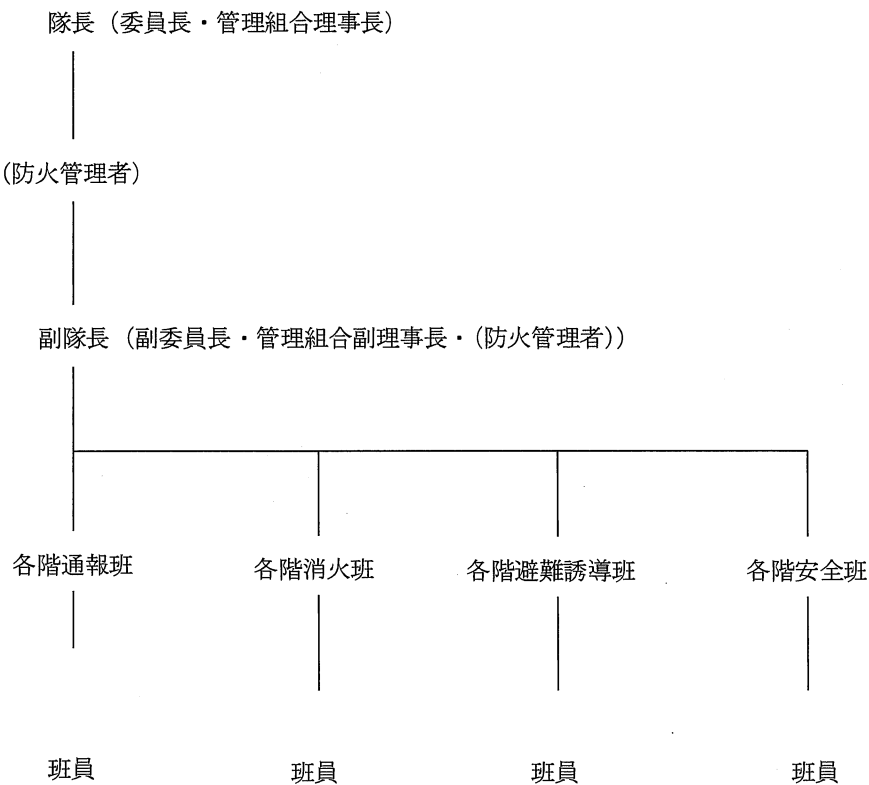 隊長（委員長・管理組合理事長）
（防火管理者）
副隊長（副委員長・管理組合副理事長・（防火管理者））
各階通報班
各階消火班
各階避難誘導班
各階安全班
班員
班員
班員
班員